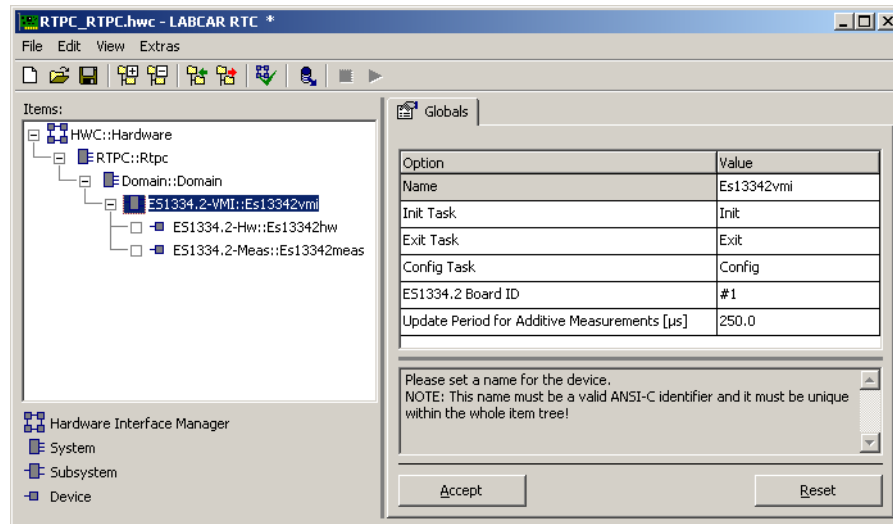 RTPC_RTPC.hwc - LABCAR RTC *
File Edit View Extras
Items:
HWC::Hardware
RTPC::Rtpc
Domain::Domain
ES1334.2-VMI::Es13342vmi
ES1334.2-Hw::Es13342hw
ES1334.2-Meas::Es13342meas
Hardware Interface Manager
System
Subsystem
Device
Globals
Option Value
Name Es13342vmi
Init Task Init
Exit Task Exit
Config Task Config
ES1334.2 Board ID #1
Update Period for Additive Measurements [µs] 250.0
Please set a name for the device.
NOTE: This name must be a valid ANSI-C identifier and it must be unique
within the whole item tree!
Accept Reset